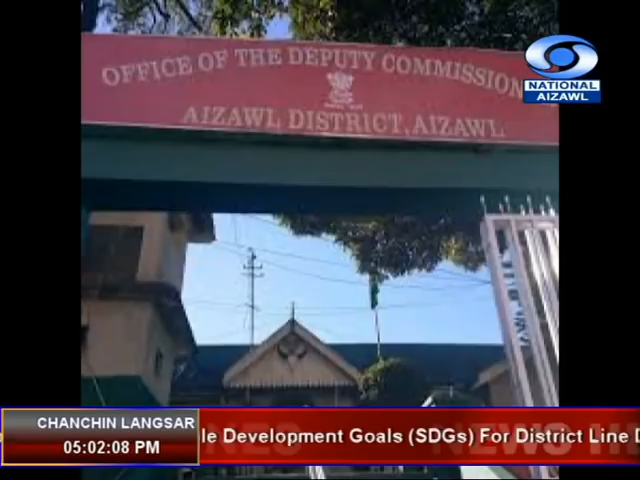 OFFICE OF THE DEPUTY COMMISSION
AIZAWL DISTRICT, AIZAWL
NATIONAL
AIZAWL
CHANCHIN LANGSAR
05:02:08 PM
le Development Goals (SDGs) For District Line D